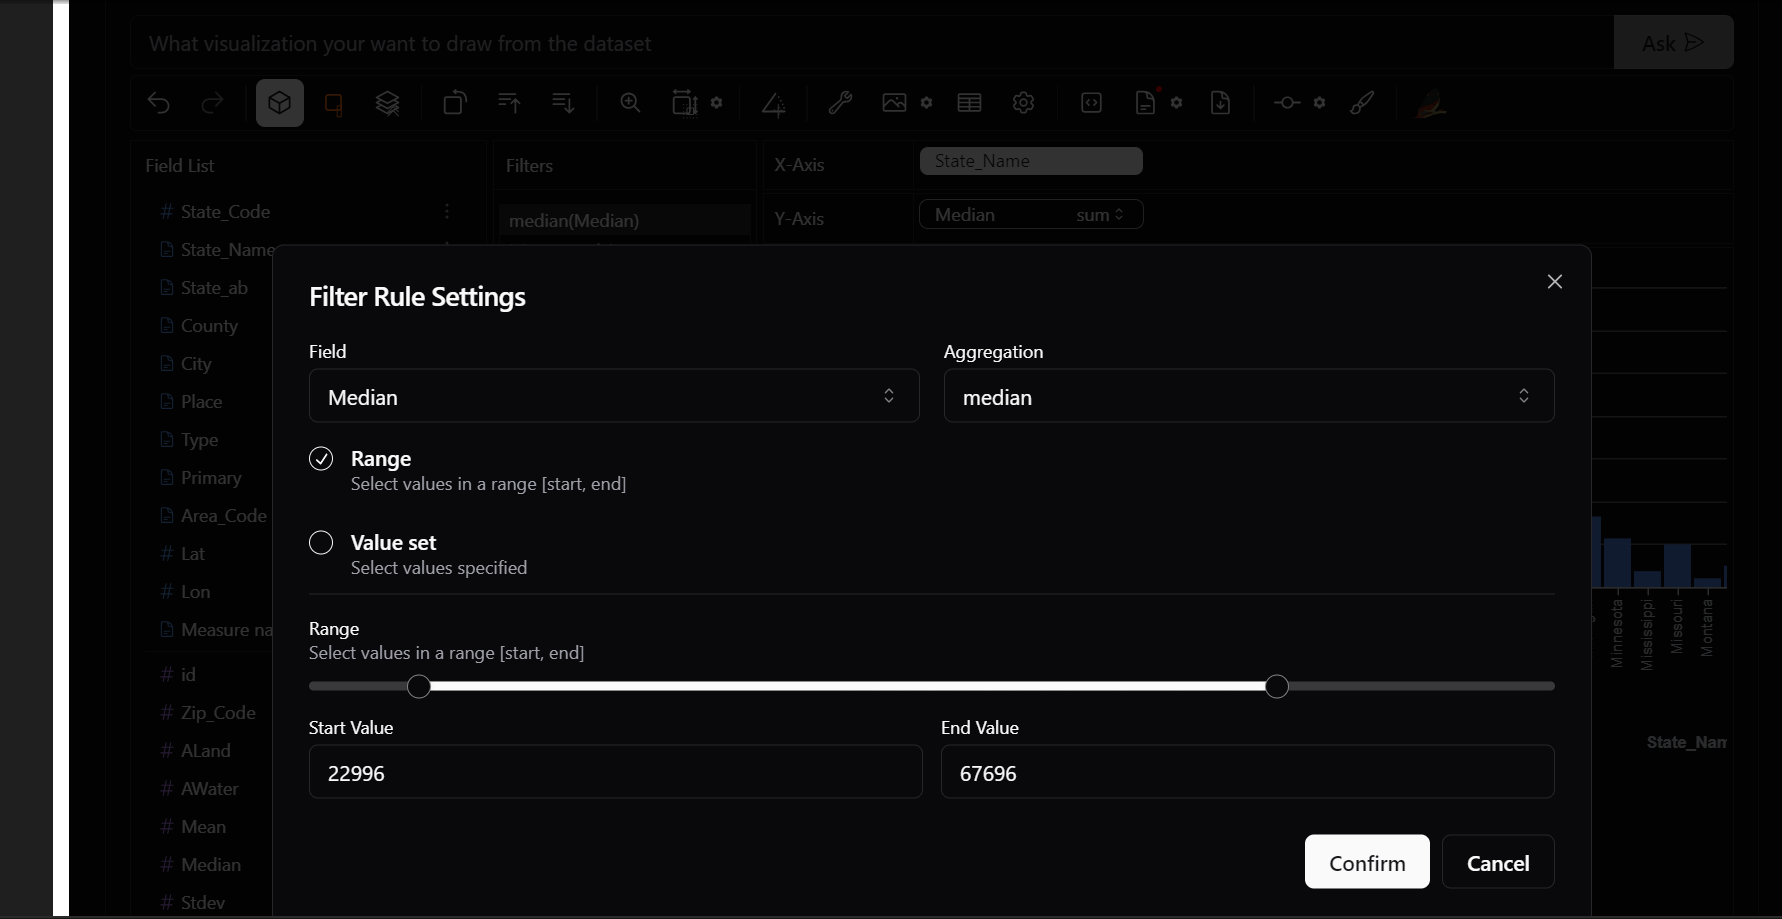 What visualization your want to draw from the dataset
Ask
Field List
Filters
X-Axis
State_Name
State_Code
median(Median)
Y-Axis
Median
sum
State_Name
State_ab
County
City
Place
Type
Primary
Area_Code
Lat
Lon
Measure na
id
Zip_Code
ALand
AWater
Mean
Median
Stdev
Filter Rule Settings
Field
Aggregation
Median
median
Range
Select values in a range [start, end]
Value set
Select values specified
Range
Select values in a range [start, end]
Start Value
End Value
22996
67696
Confirm
Cancel
Minnesota
Mississippi
Missouri
Montana
State_Nam